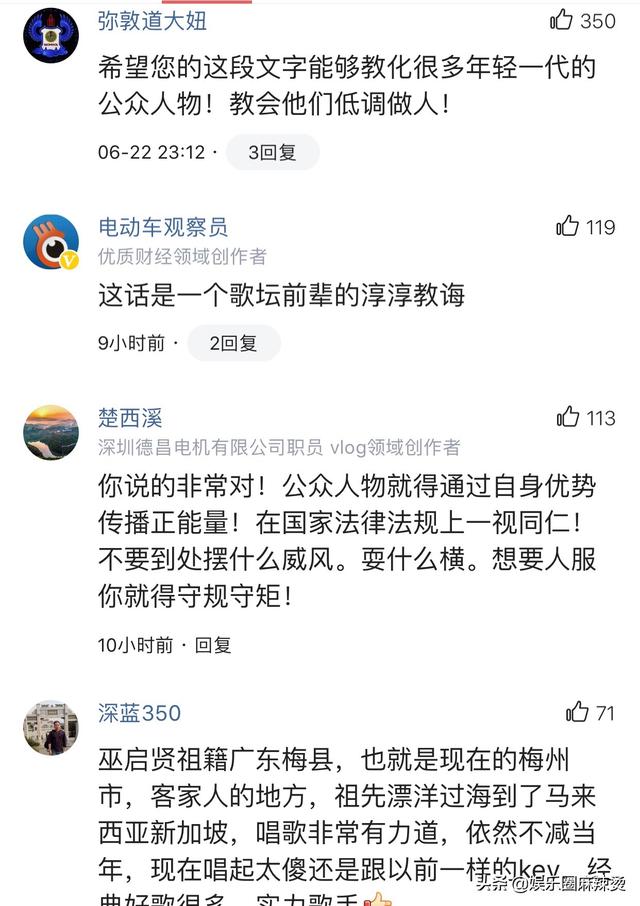 弥敦道大妞
350
希望您的这段文字能够教化很多年轻一代的
公众人物！教会他们低调做人！
06-22 23:12 · 3回复
电动车观察员
119
优质财经领域创作者
这话是一个歌坛前辈的淳淳教诲
9小时前 · 2回复
楚西溪
113
深圳德昌电机有限公司职员 vlog领域创作者
你说的非常对！公众人物就得通过自身优势
传播正能量！在国家法律法规上一视同仁！
不要到处摆什么威风。耍什么横。想要人服
你就得守规守矩！
10小时前 · 回复
深蓝350
71
巫启贤祖籍广东梅县，也就是现在的梅州
市，客家人的地方，祖先漂洋过海到了马来
西亚新加坡，唱歌非常有力道，依然不减当
年，现在唱起太傻还是跟以前一样的key，经
典好歌很多，实力歌手👍
头条 @娱乐圈麻辣烫